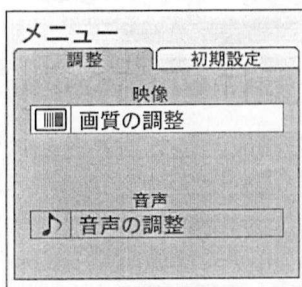 メニュー
調整 初期設定
映像
画質の調整
音声
音声の調整